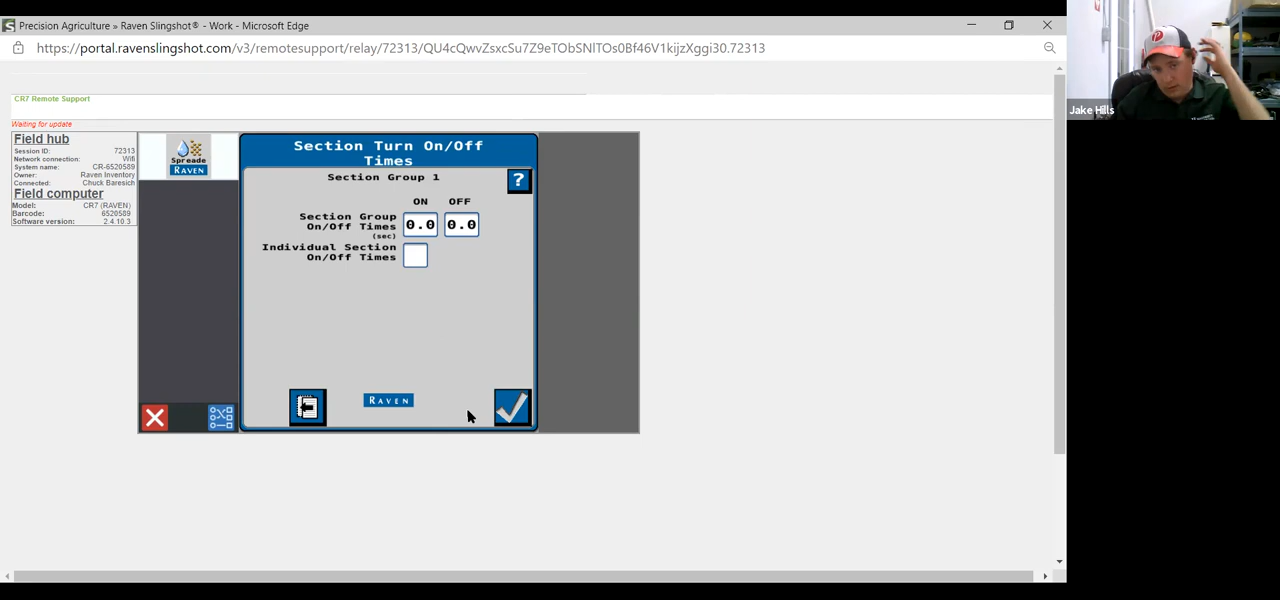 Precision Agriculture » Raven Slingshot® - Work - Microsoft Edge
https://portal.ravenslingshot.com/v3/remotesupport/relay/72313/QU4cQwvZsxcSu7Z9eTObSNlTOs0Bf46V1kijzXggi30.72313
Jake Hills
CR7 Remote Support
Waiting for update
Field hub
Session ID: 72313
Network connection: Wifi
System name: CR-6520589
Owner: Raven Inventory
Connected: Chuck Baresich
Field computer
Model: CR7 (RAVEN)
Barcode: 6520589
Software version: 2.4.10.3
Spreade
RAVEN
Section Turn On/Off
Times
Section Group 1
?
ON OFF
Section Group
On/Off Times
(sec)
0.0 0.0
Individual Section
On/Off Times
RAVEN